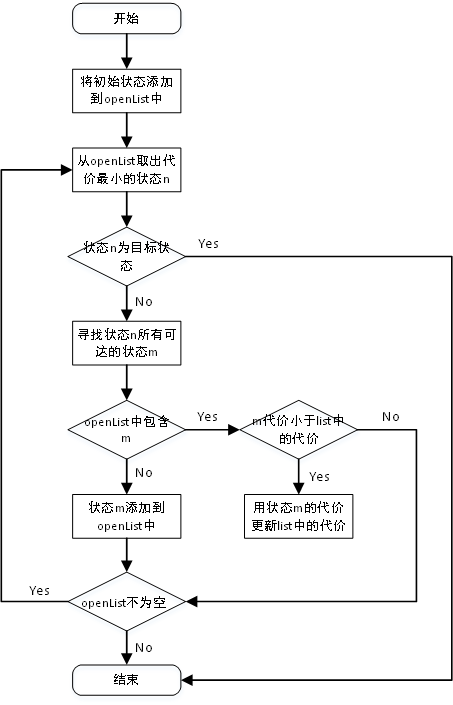 开始
将初始状态添加
到openList中
从openList取出代
价最小的状态n
状态n为目标状
态
Yes
No
寻找状态n所有可
达的状态m
openList中包含
m
Yes
m代价小于list中
的代价
No
No
Yes
状态m添加到
openList中
用状态m的代价
更新list中的代价
Yes
openList不为空
No
结束